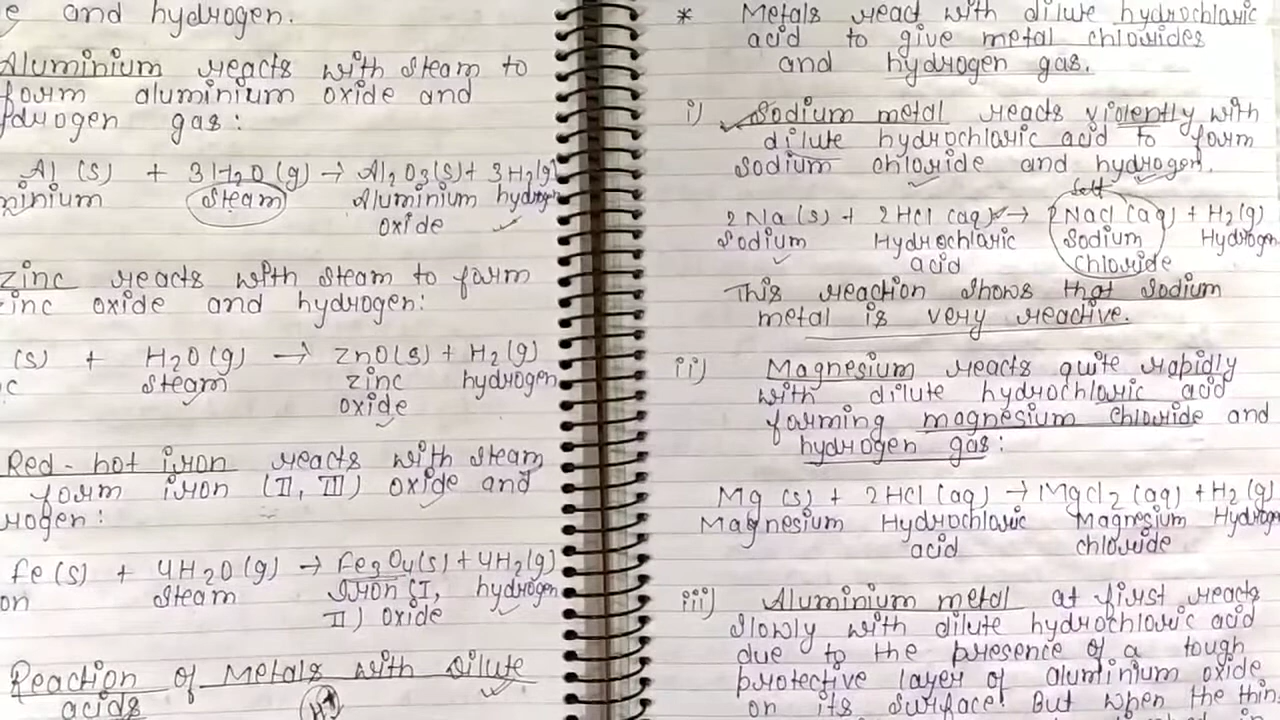 and hydrogen.
Aluminium reacts with steam to
form aluminium oxide and
drogen gas:
Al (s) + 3H2O (g) → Al2O3(s) + 3H2(g)
minium steam Aluminium hydrogen
oxide
zinc reacts with steam to form
zinc oxide and hydrogen:
(s) + H2O(g) → ZnO(s) + H2(g)
c steam zinc hydrogen
oxide
Red-hot iron reacts with steam
form iron (II, III) oxide and
rogen:
Fe(s) + 4H2O(g) → Fe3O4(s) + 4H2(g)
on steam Iron (I, hydrogen
II) oxide
Reaction of Metals with dilute
acids
H+
* Metals react with dilute hydrochloric
acid to give metal chlorides
and hydrogen gas.
i) Sodium metal reacts violently with
dilute hydrochloric acid to form
sodium chloride and hydrogen.
salt
2Na (s) + 2HCl (aq) → 2NaCl (aq) + H2(g)
Sodium Hydrochloric Sodium Hydrogen
acid Chloride
This reaction shows that sodium
metal is very reactive.
ii) Magnesium reacts quite rapidly
with dilute hydrochloric acid
forming magnesium chloride and
hydrogen gas:
Mg (s) + 2HCl (aq) → MgCl2 (aq) + H2(g)
Magnesium Hydrochloric Magnesium Hydrogen
acid chloride
iii) Aluminium metal at first reacts
slowly with dilute hydrochloric acid
due to the presence of a tough
protective layer of aluminium oxide
on its surface. But when the thin